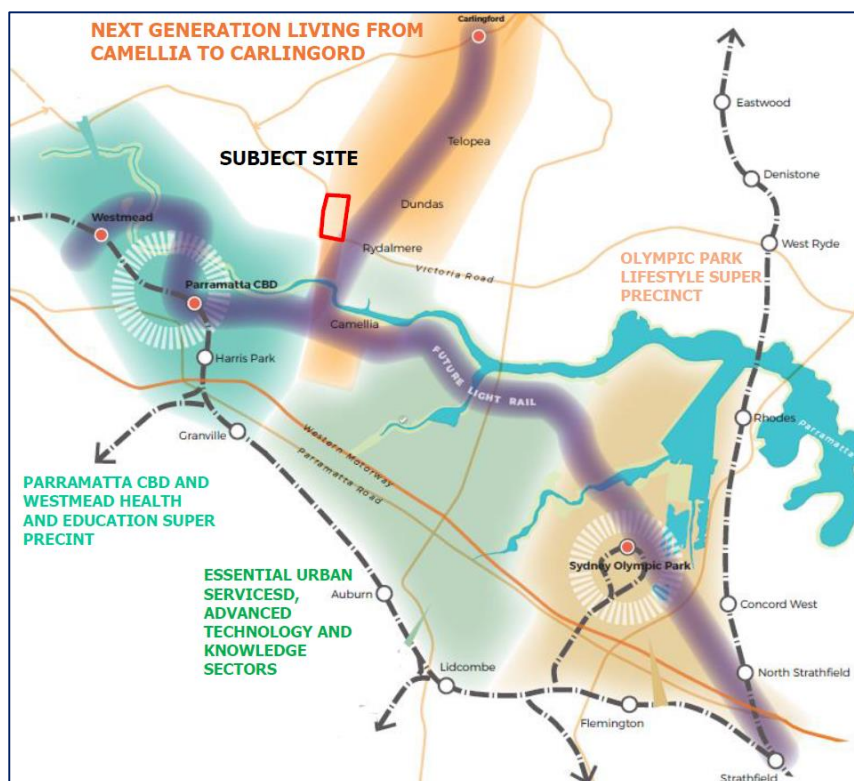 NEXT GENERATION LIVING FROM
CAMELLIA TO CARLINGORD
Carlingford
Eastwood
Telopea
SUBJECT SITE
Denistone
Dundas
Westmead
Rydalmere
West Ryde
Victoria Road
OLYMPIC PARK
LIFESTYLE SUPER
PRECINCT
Parramatta CBD
Camellia
Harris Park
FUTURE LIGHT RAIL
Rhodes
Parramatta
Granville
Western Motorway
Parramatta Road
PARRAMATTA CBD AND
WESTMEAD HEALTH
AND EDUCATION SUPER
PRECINT
Sydney Olympic Park
ESSENTIAL URBAN
SERVICESD,
ADVANCED
TECHNOLOGY AND
KNOWLEDGE
SECTORS
Auburn
Concord West
Lidcombe
North Strathfield
Flemington
Strathfield